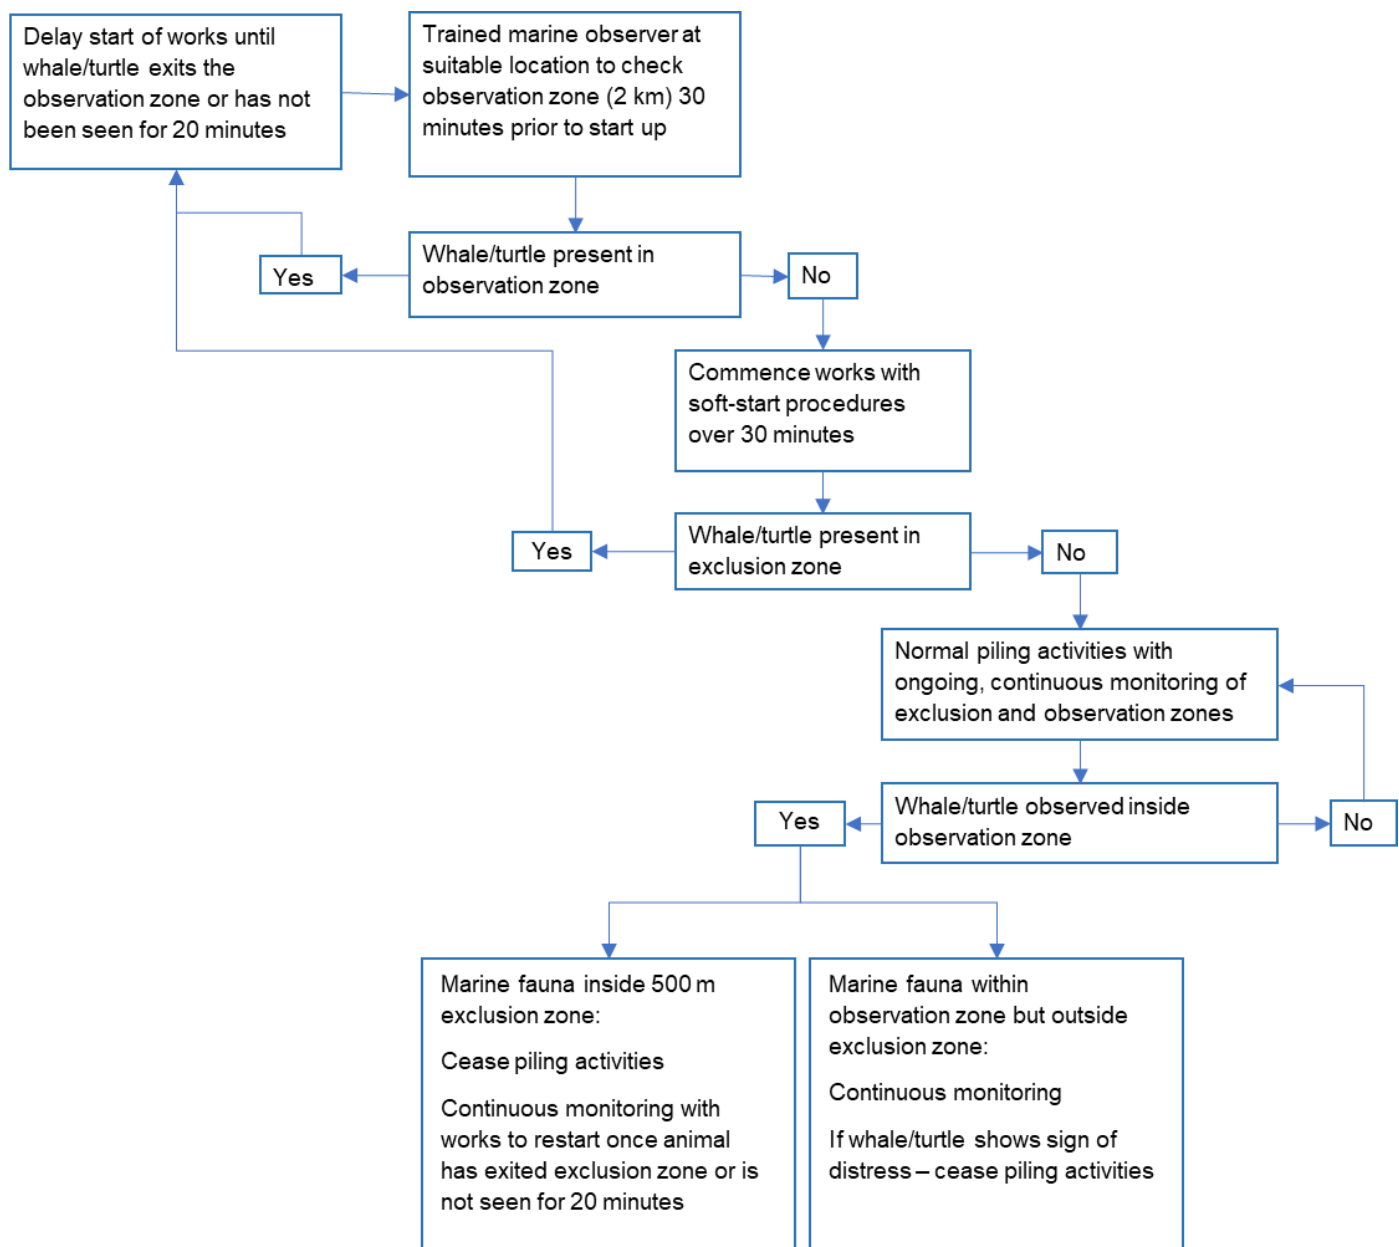 Delay start of works until
whale/turtle exits the
observation zone or has not
been seen for 20 minutes
Trained marine observer at
suitable location to check
observation zone (2 km) 30
minutes prior to start up
Whale/turtle present in
observation zone
Yes
No
Commence works with
soft-start procedures
over 30 minutes
Whale/turtle present in
exclusion zone
Yes
No
Normal piling activities with
ongoing, continuous monitoring of
exclusion and observation zones
Whale/turtle observed inside
observation zone
Yes
No
Marine fauna inside 500 m
exclusion zone:
Cease piling activities
Continuous monitoring with
works to restart once animal
has exited exclusion zone or is
not seen for 20 minutes
Marine fauna within
observation zone but outside
exclusion zone:
Continuous monitoring
If whale/turtle shows sign of
distress – cease piling activities